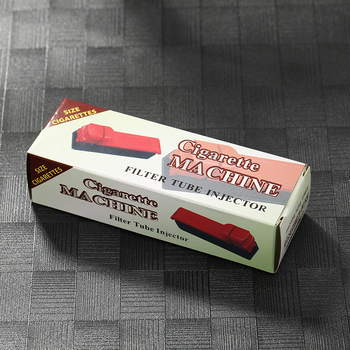 SIZE
CIGARETTES
Cigarette
MACHINE
FILTER TUBE INJECTOR
SIZE
CIGARETTES
Cigarette
MACHINE
Filter Tube Injector